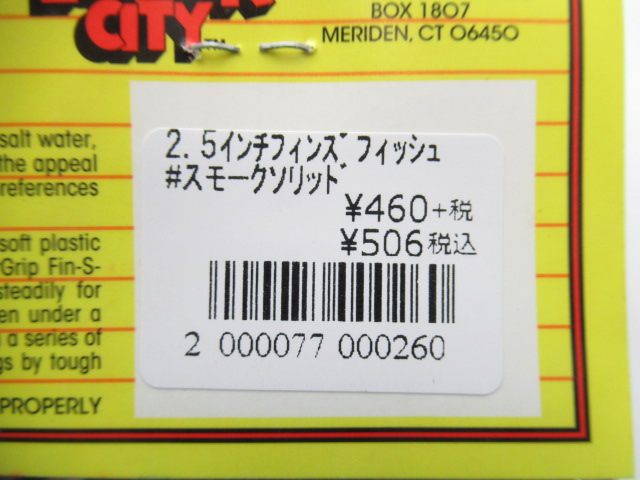 CITY
BOX 1807
MERIDEN, CT 06450
salt water,
the appeal
references
soft plastic
Grip Fin-S-
steadily for
en under a
a series of
gs by tough
PROPERLY
2.5インチフィンズ フィッシュ
#スモークソリッド
¥460+税
¥506税込
2 000077 000260